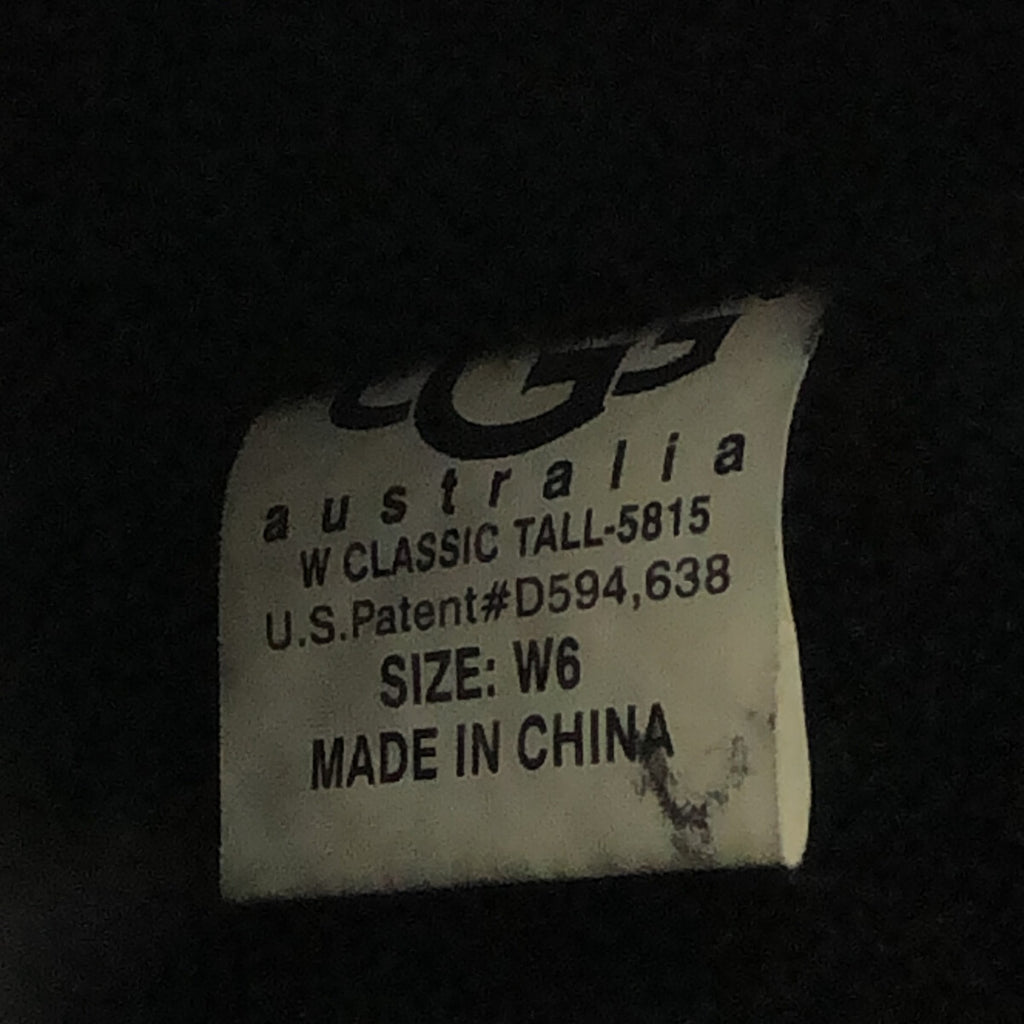 UGG
australia
W CLASSIC TALL-5815
U.S.Patent#D594,638
SIZE: W6
MADE IN CHINA